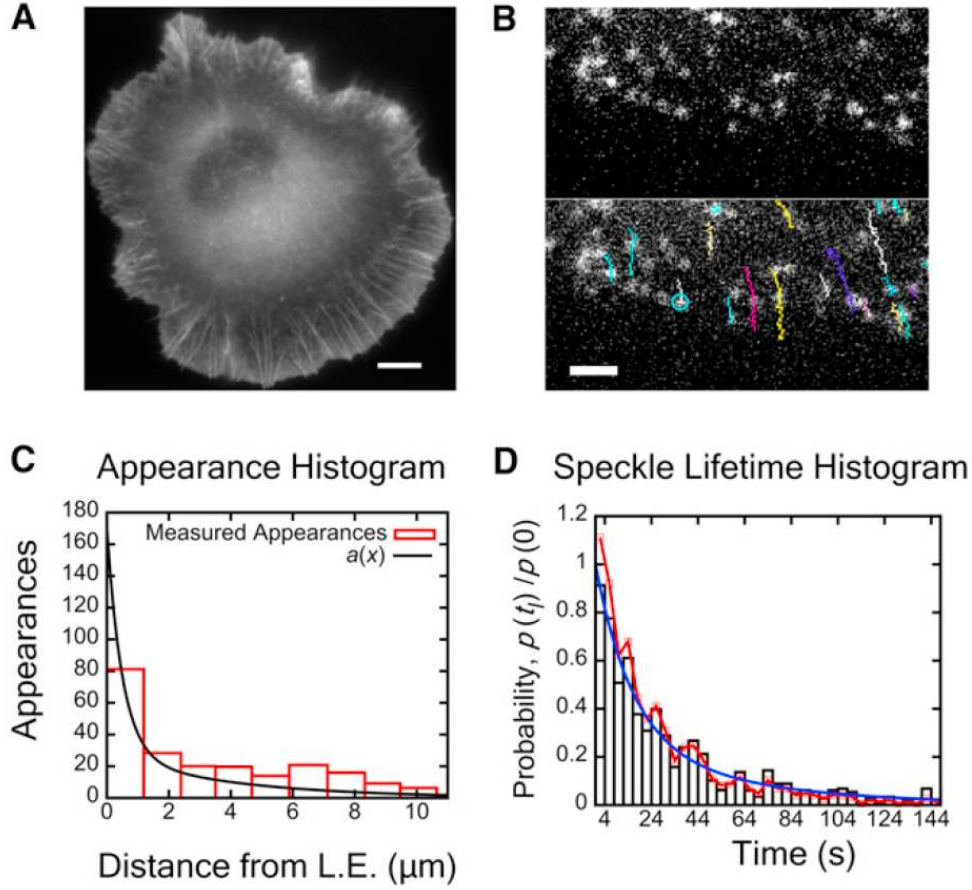 A
B
C Appearance Histogram
180
160
140
120
100
80
60
40
20
0
Appearances
Measured Appearances
a(x)
0 2 4 6 8 10
Distance from L.E. (μm)
D Speckle Lifetime Histogram
1.2
1
0.8
0.6
0.4
0.2
0
Probability, p (tl) /p (0)
4 24 44 64 84 104 124 144
Time (s)